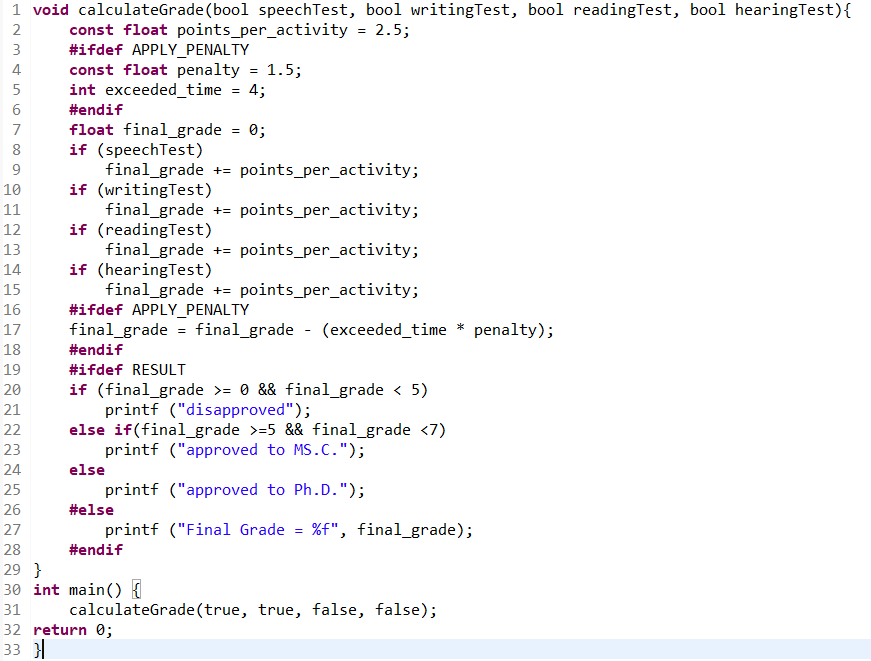 1 void calculateGrade(bool speechTest, bool writingTest, bool readingTest, bool hearingTest){
2 const float points_per_activity = 2.5;
3 #ifdef APPLY_PENALTY
4 const float penalty = 1.5;
5 int exceeded_time = 4;
6 #endif
7 float final_grade = 0;
8 if (speechTest)
9 final_grade += points_per_activity;
10 if (writingTest)
11 final_grade += points_per_activity;
12 if (readingTest)
13 final_grade += points_per_activity;
14 if (hearingTest)
15 final_grade += points_per_activity;
16 #ifdef APPLY_PENALTY
17 final_grade = final_grade - (exceeded_time * penalty);
18 #endif
19 #ifdef RESULT
20 if (final_grade >= 0 && final_grade < 5)
21 printf ("disapproved");
22 else if(final_grade >=5 && final_grade <7)
23 printf ("approved to MS.C.");
24 else
25 printf ("approved to Ph.D.");
26 #else
27 printf ("Final Grade = %f", final_grade);
28 #endif
29 }
30 int main() {
31 calculateGrade(true, true, false, false);
32 return 0;
33 }